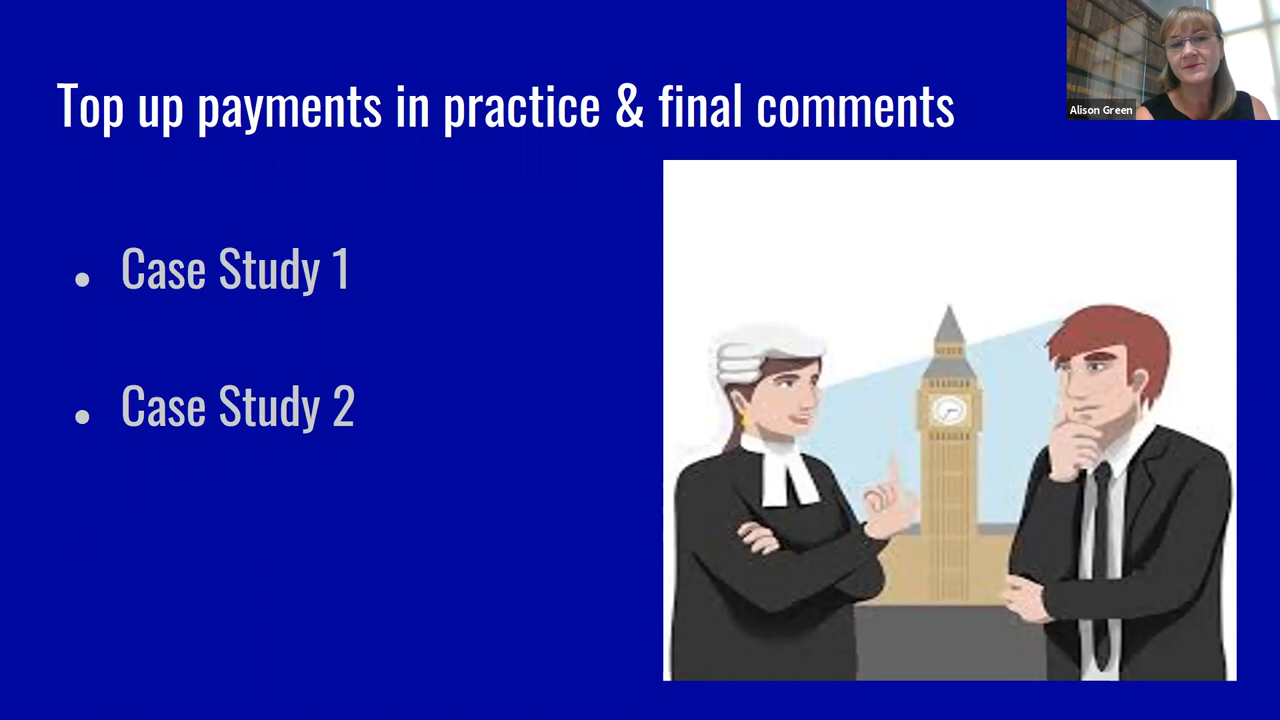 Top up payments in practice & final comments
Alison Green
Case Study 1
Case Study 2